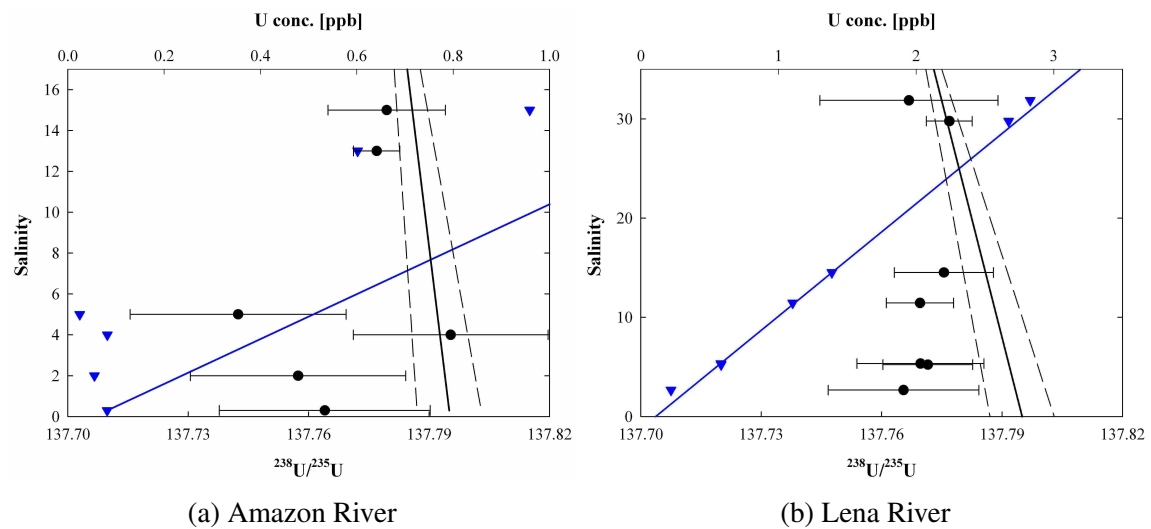 U conc. [ppb]
0.0 0.2 0.4 0.6 0.8 1.0
Salinity
16
14
12
10
8
6
4
2
0
137.70 137.73 137.76 137.79 137.82
²³⁸U/²³⁵U
(a) Amazon River
U conc. [ppb]
0 1 2 3
Salinity
30
20
10
0
137.70 137.73 137.76 137.79 137.82
²³⁸U/²³⁵U
(b) Lena River